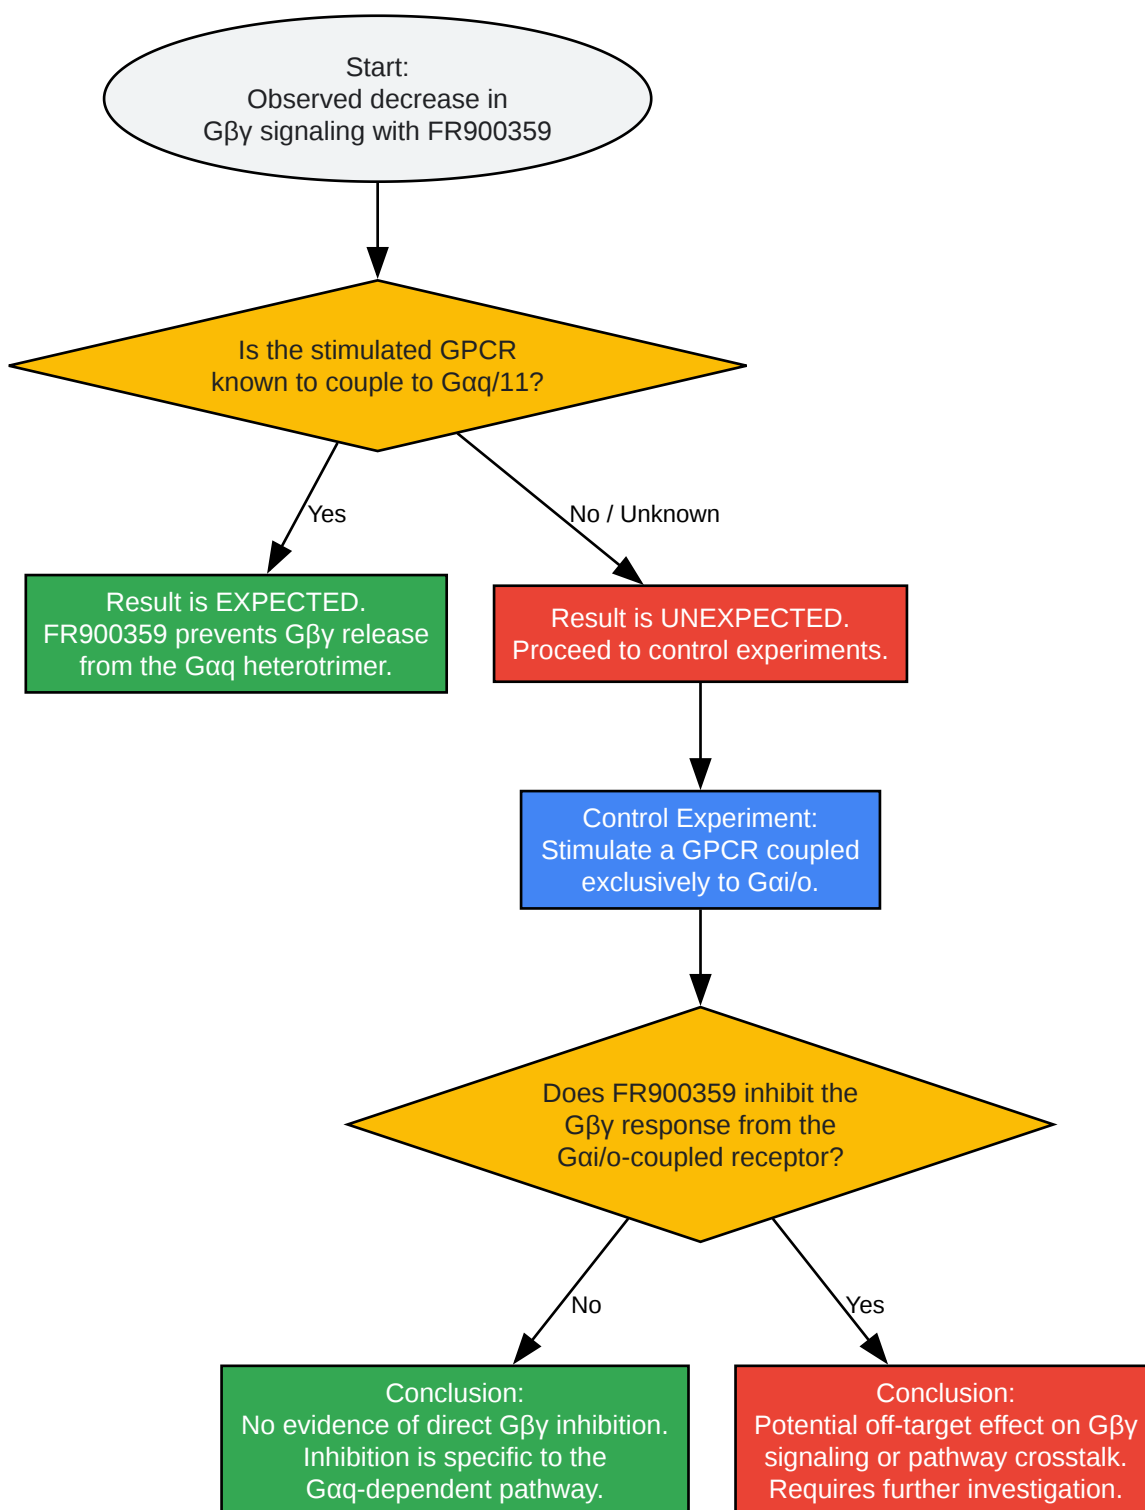 Start:
Observed decrease in
Gβγ signaling with FR900359
Is the stimulated GPCR
known to couple to Gαq/11?
Yes
No / Unknown
Result is EXPECTED.
FR900359 prevents Gβγ release
from the Gαq heterotrimer.
Result is UNEXPECTED.
Proceed to control experiments.
Control Experiment:
Stimulate a GPCR coupled
exclusively to Gαi/o.
Does FR900359 inhibit the
Gβγ response from the
Gαi/o-coupled receptor?
No
Yes
Conclusion:
No evidence of direct Gβγ inhibition.
Inhibition is specific to the
Gαq-dependent pathway.
Conclusion:
Potential off-target effect on Gβγ
signaling or pathway crosstalk.
Requires further investigation.